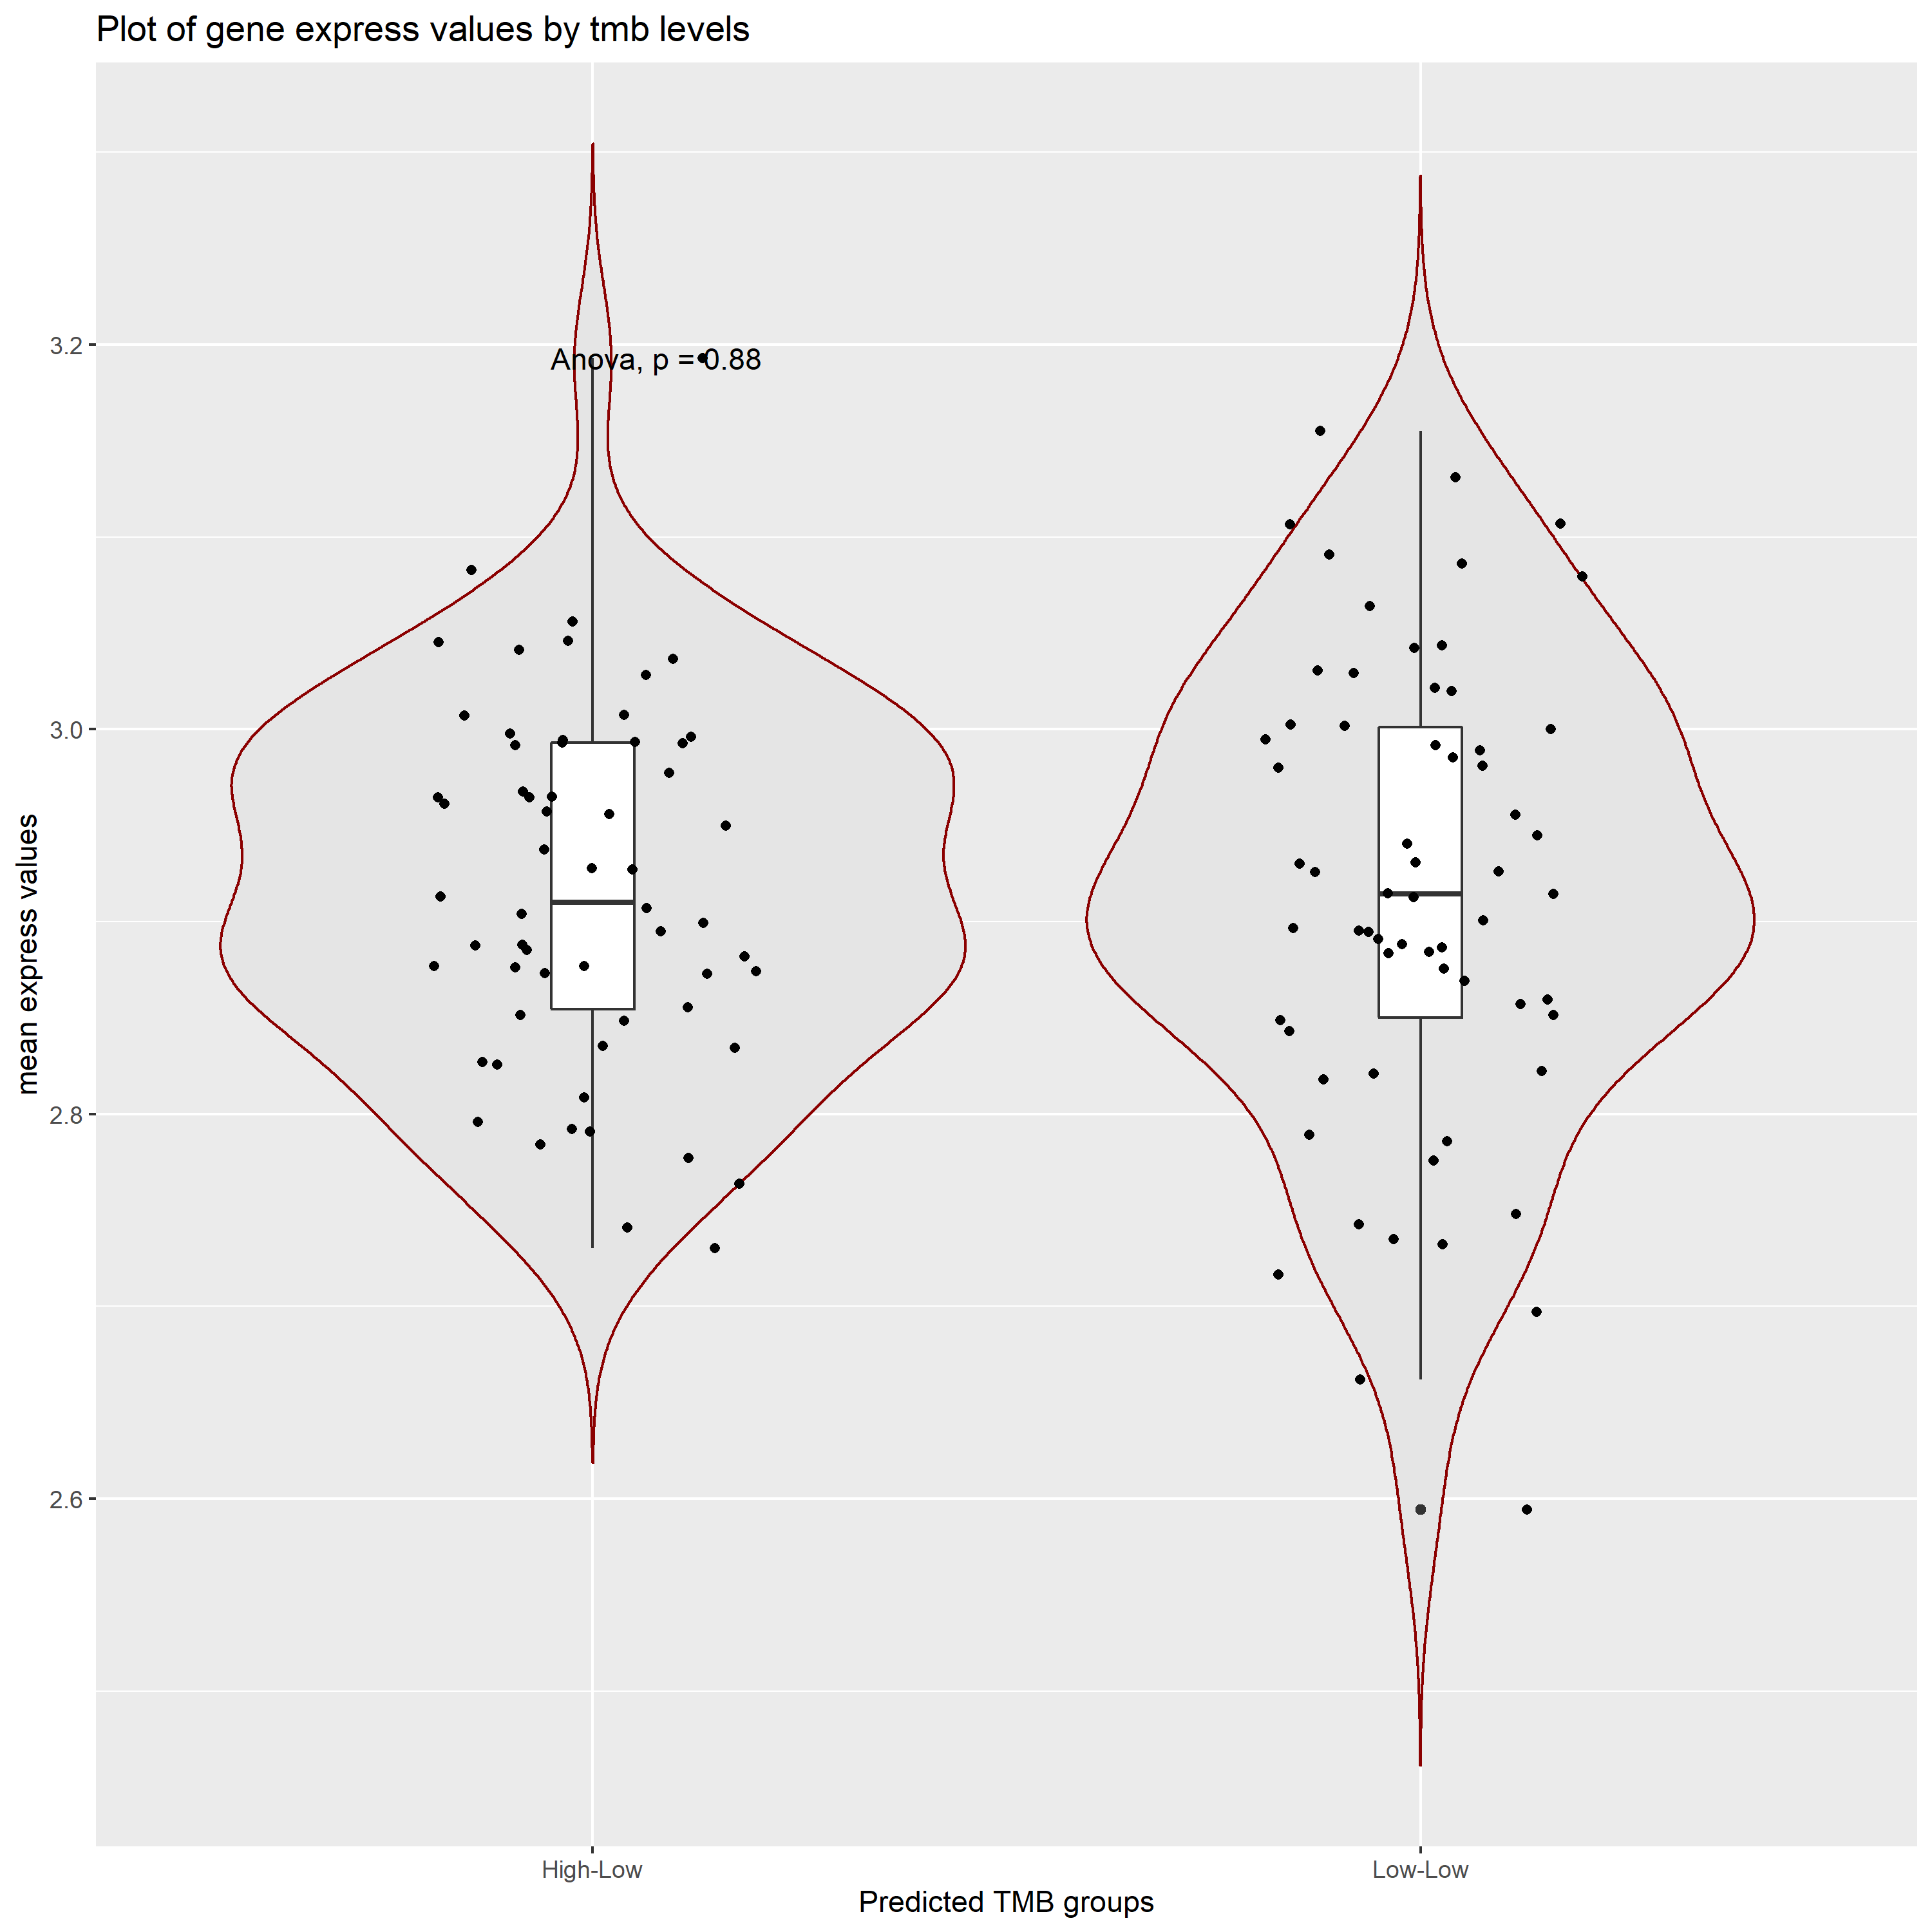 Plot of gene express values by tmb levels
Anova, p = 0.88
3.2
3.0
2.8
2.6
mean express values
High-Low
Low-Low
Predicted TMB groups